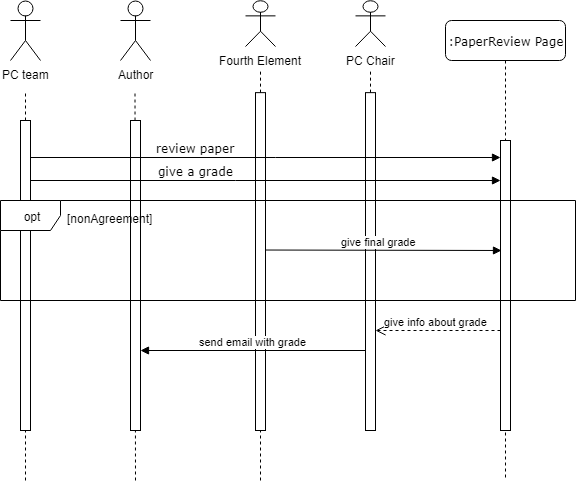 PC team
Author
Fourth Element
PC Chair
:PaperReview Page
review paper
give a grade
opt
[nonAgreement]
give final grade
give info about grade
send email with grade